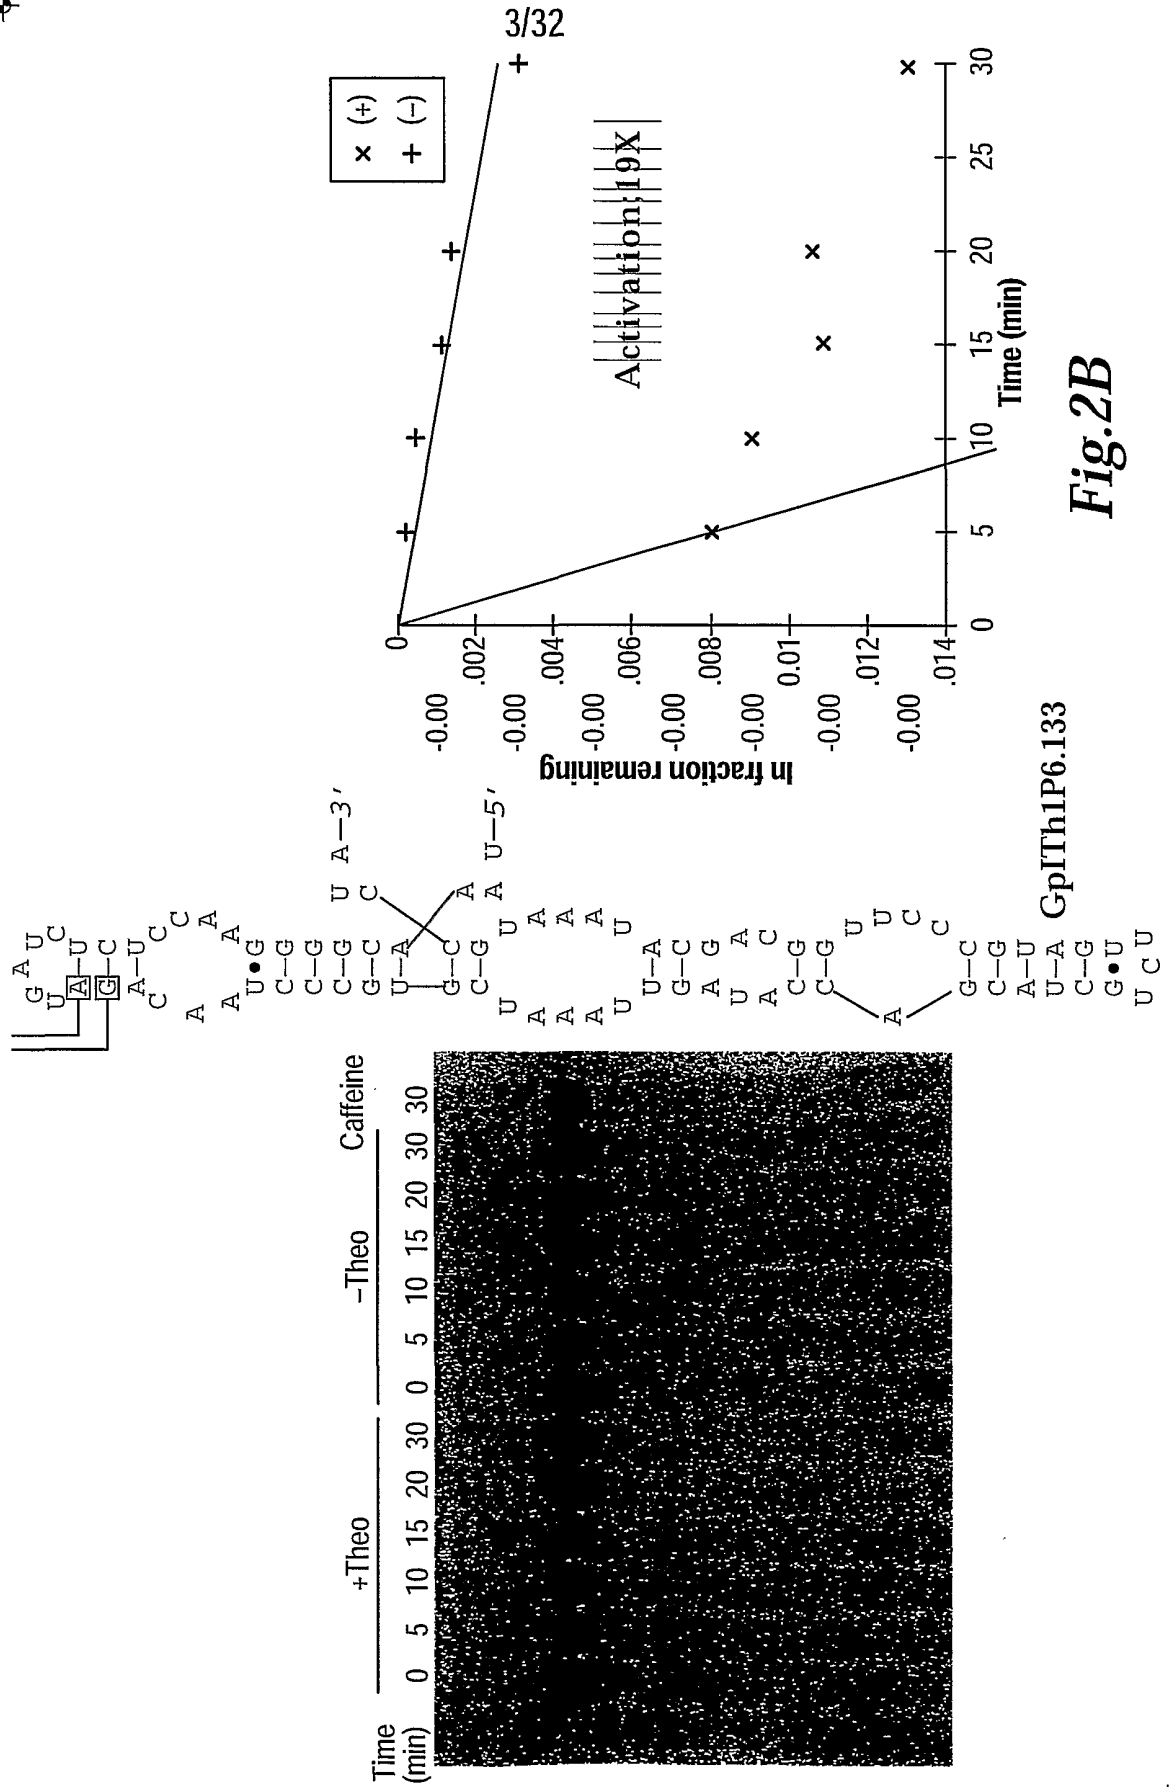 3/32
Time
(min)
+Theo
0 5 10 15 20 30
−Theo
0 5 10 15 20 30
Caffeine
30
G A U
U C
A–U
G–C
A–U
C C
C
A A
A A
U•G
C–G
C–G
C–G U A–3'
G–C C
U–A
G–C A
C–G A U–5'
U U
A A
A A
A A
U U
U–A
G–C
A G
U A
A C
C–G
C–G
U
U
C
A C
G–C
C–G
A–U
U–A
C–G
G•U
U U
C
GpITh1P6.133
× (+)
+ (−)
ln fraction remaining
0
-0.00.002
-0.00.004
-0.00.006
-0.00.008
-0.000.01
-0.00.012
-0.00.014
Activation;19X
0 5 10 15 20 25 30
Time (min)
Fig.2B